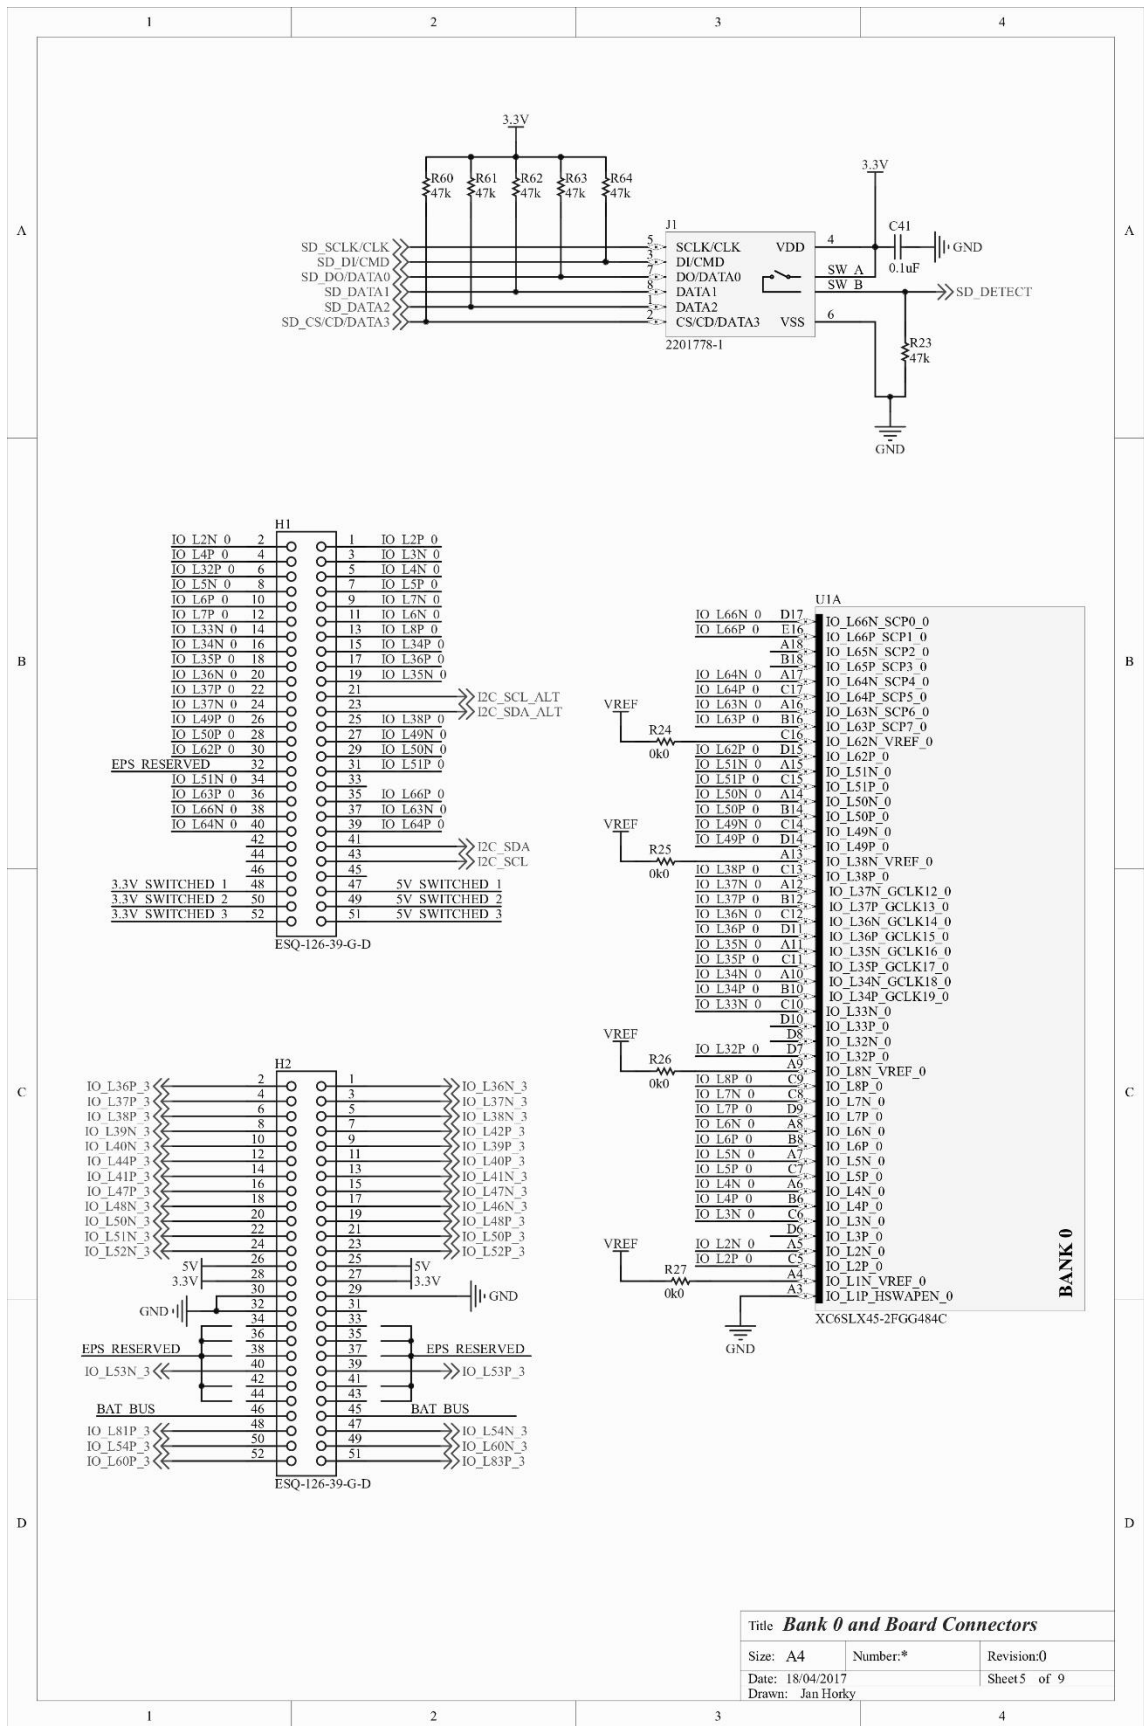 1 2 3 4
3.3V
R60 R61 R62 R63 R64
47k 47k 47k 47k 47k
3.3V
A A
J1
C41
SD_SCLK/CLK 5 SCLK/CLK VDD 4 GND
SD_DI/CMD 3 DI/CMD 0.1uF
SD_DO/DATA0 7 DO/DATA0 SW_A
SD_DATA1 8 DATA1 SW_B SD_DETECT
SD_DATA2 1 DATA2
SD_CS/CD/DATA3 2 CS/CD/DATA3 VSS 6
2201778-1
R23
47k
GND
H1
IO_L2N_0 2 1 IO_L2P_0
IO_L4P_0 4 3 IO_L3N_0
IO_L32P_0 6 5 IO_L4N_0
IO_L5N_0 8 7 IO_L5P_0
IO_L6P_0 10 9 IO_L7N_0
IO_L7P_0 12 11 IO_L6N_0
IO_L33N_0 14 13 IO_L8P_0
IO_L34N_0 16 15 IO_L34P_0
IO_L35P_0 18 17 IO_L36P_0
IO_L36N_0 20 19 IO_L35N_0
IO_L37P_0 22 21 I2C_SCL_ALT
IO_L37N_0 24 23 I2C_SDA_ALT
IO_L49P_0 26 25 IO_L38P_0
IO_L50P_0 28 27 IO_L49N_0
IO_L62P_0 30 29 IO_L50N_0
EPS_RESERVED 32 31 IO_L51P_0
IO_L51N_0 34 33
IO_L63P_0 36 35 IO_L66P_0
IO_L66N_0 38 37 IO_L63N_0
IO_L64N_0 40 39 IO_L64P_0
42 41 I2C_SDA
44 43 I2C_SCL
46 45
3.3V_SWITCHED_1 48 47 5V_SWITCHED_1
3.3V_SWITCHED_2 50 49 5V_SWITCHED_2
3.3V_SWITCHED_3 52 51 5V_SWITCHED_3
ESQ-126-39-G-D
B B
U1A
IO_L66N_0 D17 IO_L66N_SCP0_0
IO_L66P_0 E16 IO_L66P_SCP1_0
A18 IO_L65N_SCP2_0
B18 IO_L65P_SCP3_0
IO_L64N_0 A17 IO_L64N_SCP4_0
IO_L64P_0 C17 IO_L64P_SCP5_0
IO_L63N_0 A16 IO_L63N_SCP6_0
IO_L63P_0 B16 IO_L63P_SCP7_0
VREF R24 0k0 C16 IO_L62N_VREF_0
IO_L62P_0 D15 IO_L62P_0
IO_L51N_0 A15 IO_L51N_0
IO_L51P_0 C15 IO_L51P_0
IO_L50N_0 A14 IO_L50N_0
IO_L50P_0 B14 IO_L50P_0
IO_L49N_0 C14 IO_L49N_0
IO_L49P_0 D14 IO_L49P_0
VREF R25 0k0 A13 IO_L38N_VREF_0
IO_L38P_0 C13 IO_L38P_0
IO_L37N_0 A12 IO_L37N_GCLK12_0
IO_L37P_0 B12 IO_L37P_GCLK13_0
IO_L36N_0 C12 IO_L36N_GCLK14_0
IO_L36P_0 D11 IO_L36P_GCLK15_0
IO_L35N_0 A11 IO_L35N_GCLK16_0
IO_L35P_0 C11 IO_L35P_GCLK17_0
IO_L34N_0 A10 IO_L34N_GCLK18_0
IO_L34P_0 B10 IO_L34P_GCLK19_0
IO_L33N_0 C10 IO_L33N_0
D10 IO_L33P_0
D8 IO_L32N_0
IO_L32P_0 D7 IO_L32P_0
VREF R26 0k0 A9 IO_L8N_VREF_0
IO_L8P_0 C9 IO_L8P_0
IO_L7N_0 C8 IO_L7N_0
IO_L7P_0 D9 IO_L7P_0
IO_L6N_0 A8 IO_L6N_0
IO_L6P_0 B8 IO_L6P_0
IO_L5N_0 A7 IO_L5N_0
IO_L5P_0 C7 IO_L5P_0
IO_L4N_0 A6 IO_L4N_0
IO_L4P_0 B6 IO_L4P_0
IO_L3N_0 C6 IO_L3N_0
D6 IO_L3P_0
IO_L2N_0 A5 IO_L2N_0
IO_L2P_0 C5 IO_L2P_0
VREF R27 0k0 A4 IO_L1N_VREF_0
A3 IO_L1P_HSWAPEN_0
GND
BANK 0
XC6SLX45-2FGG484C
C C
H2
IO_L36P_3 2 1 IO_L36N_3
IO_L37P_3 4 3 IO_L37N_3
IO_L38P_3 6 5 IO_L38N_3
IO_L39N_3 8 7 IO_L42P_3
IO_L40N_3 10 9 IO_L39P_3
IO_L44P_3 12 11 IO_L40P_3
IO_L41P_3 14 13 IO_L41N_3
IO_L47P_3 16 15 IO_L47N_3
IO_L48N_3 18 17 IO_L46N_3
IO_L50N_3 20 19 IO_L48P_3
IO_L51N_3 22 21 IO_L50P_3
IO_L52N_3 24 23 IO_L52P_3
5V 26 25 5V
3.3V 28 27 3.3V
30 29 GND
GND 32 31
34 33
36 35
EPS_RESERVED 38 37 EPS_RESERVED
IO_L53N_3 40 39 IO_L53P_3
42 41
44 43
BAT_BUS 46 45 BAT_BUS
IO_L81P_3 48 47 IO_L54N_3
IO_L54P_3 50 49 IO_L60N_3
IO_L60P_3 52 51 IO_L83P_3
ESQ-126-39-G-D
D D
Title Bank 0 and Board Connectors
Size: A4 Number:* Revision:0
Date: 18/04/2017 Sheet5 of 9
Drawn: Jan Horky
1 2 3 4